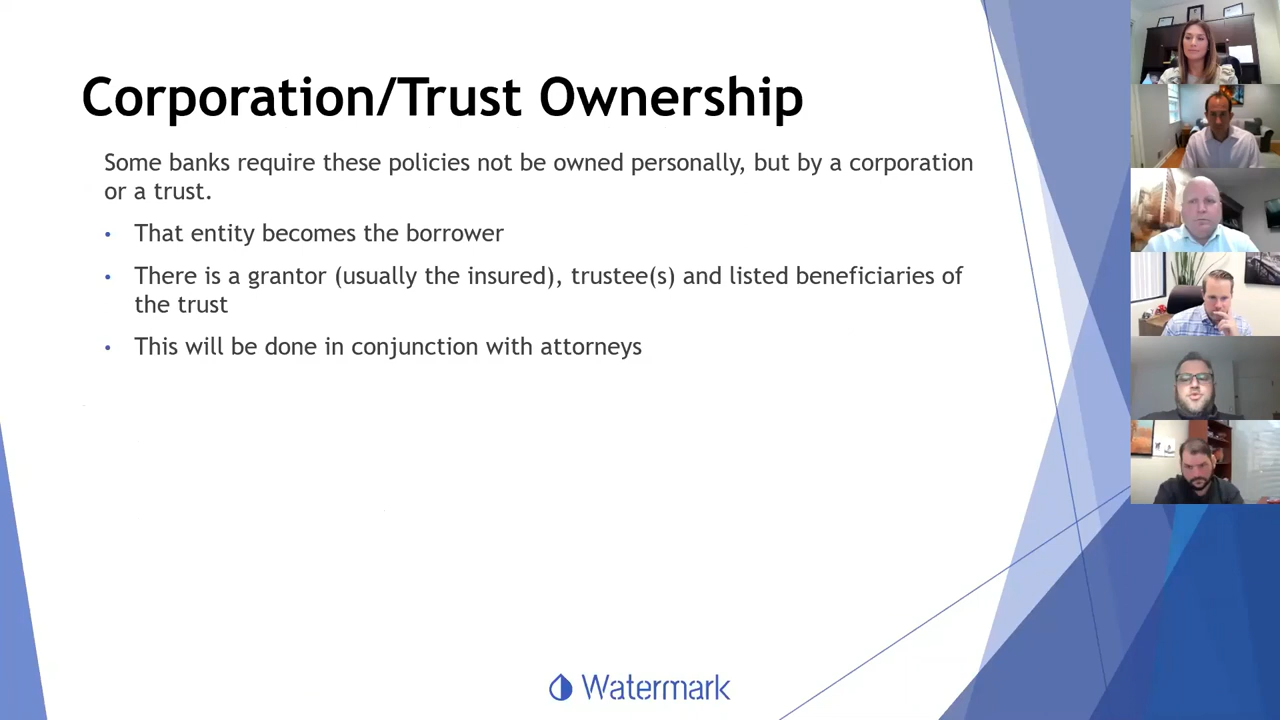 Corporation/Trust Ownership
Some banks require these policies not be owned personally, but by a corporation
or a trust.
• That entity becomes the borrower
• There is a grantor (usually the insured), trustee(s) and listed beneficiaries of
the trust
• This will be done in conjunction with attorneys
Watermark